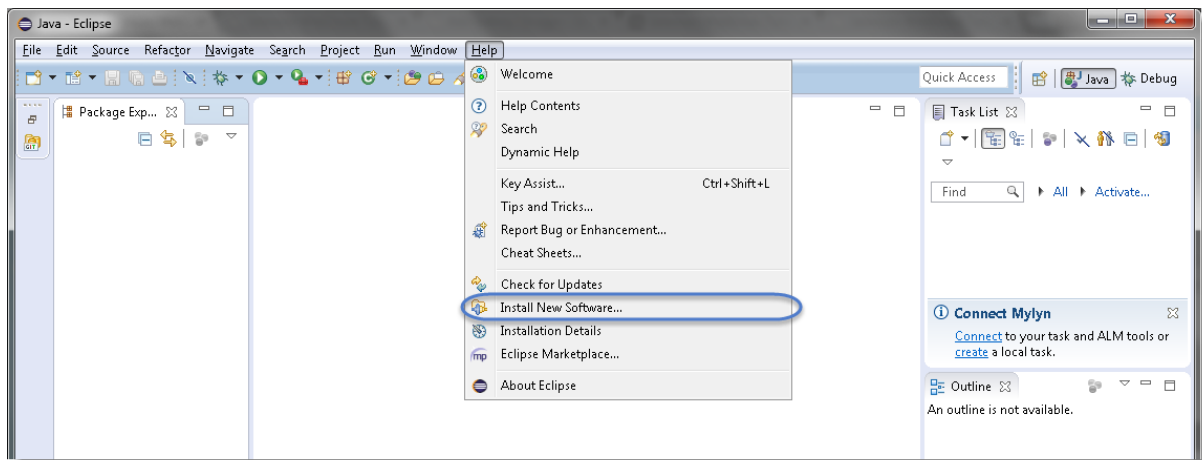 Java - Eclipse
File Edit Source Refactor Navigate Search Project Run Window Help
Quick Access Java Debug
Package Exp...
GIT
Welcome
Help Contents
Search
Dynamic Help
Key Assist... Ctrl+Shift+L
Tips and Tricks...
Report Bug or Enhancement...
Cheat Sheets...
Check for Updates
Install New Software...
Installation Details
mp Eclipse Marketplace...
About Eclipse
Task List
Find All Activate...
Connect Mylyn
Connect to your task and ALM tools or
create a local task.
Outline
An outline is not available.